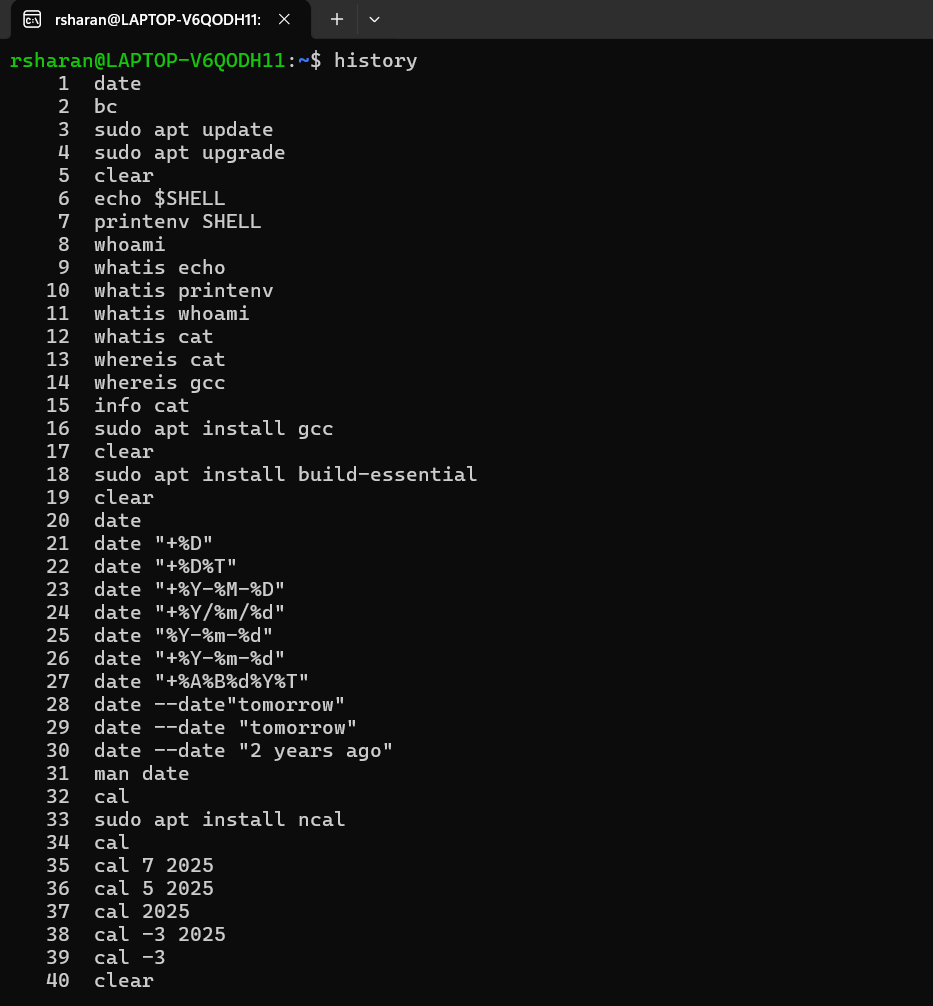 rsharan@LAPTOP-V6QODH11:
rsharan@LAPTOP-V6QODH11:~$ history
1 date
2 bc
3 sudo apt update
4 sudo apt upgrade
5 clear
6 echo $SHELL
7 printenv SHELL
8 whoami
9 whatis echo
10 whatis printenv
11 whatis whoami
12 whatis cat
13 whereis cat
14 whereis gcc
15 info cat
16 sudo apt install gcc
17 clear
18 sudo apt install build-essential
19 clear
20 date
21 date "+%D"
22 date "+%D%T"
23 date "+%Y-%M-%D"
24 date "+%Y/%m/%d"
25 date "%Y-%m-%d"
26 date "+%Y-%m-%d"
27 date "+%A%B%d%Y%T"
28 date --date"tomorrow"
29 date --date "tomorrow"
30 date --date "2 years ago"
31 man date
32 cal
33 sudo apt install ncal
34 cal
35 cal 7 2025
36 cal 5 2025
37 cal 2025
38 cal -3 2025
39 cal -3
40 clear